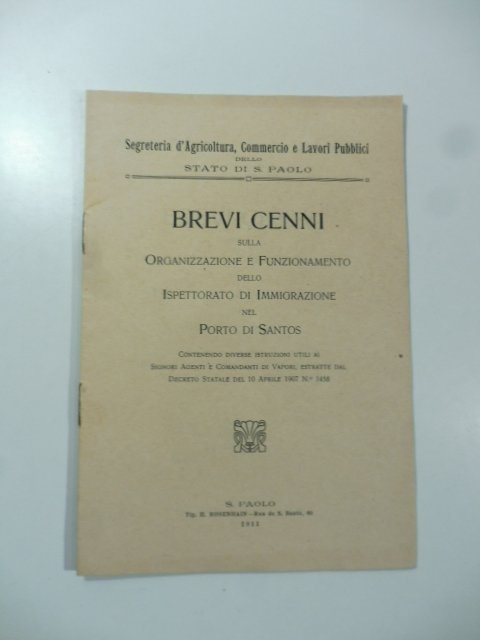 Segreteria d'Agricoltura, Commercio e Lavori Pubblici
DELLO
STATO DI S. PAOLO
BREVI CENNI
SULLA
ORGANIZZAZIONE E FUNZIONAMENTO
DELLO
ISPETTORATO DI IMMIGRAZIONE
NEL
PORTO DI SANTOS
CONTENENDO DIVERSE ISTRUZIONI UTILI AI
SIGNORI AGENTI E COMANDANTI DI VAPORI, ESTRATTE DAL
DECRETO STATALE DEL 10 APRILE 1907 N.º 1458
S. PAOLO
Typ. H. ROSENHAIN - Rua de S. Bento, 60
1911